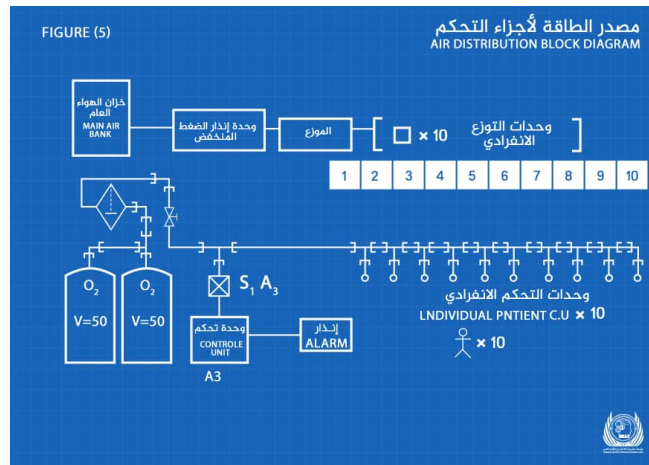 FIGURE (5)
مصدر الطاقة لأجزاء التحكم
AIR DISTRIBUTION BLOCK DIAGRAM
خزان الهواء
العام
MAIN AIR
BANK
وحدة إنذار الضغط
المنخفض
الموزع
× 10
وحدات التوزع
الانفرادي
1 2 3 4 5 6 7 8 9 10
O2
V=50
O2
V=50
S1 A3
وحدة تحكم
CONTROLE
UNIT
A3
إنذار
ALARM
وحدات التحكم الانفرادي
LNDIVIDUAL PNTIENT C.U × 10
× 10